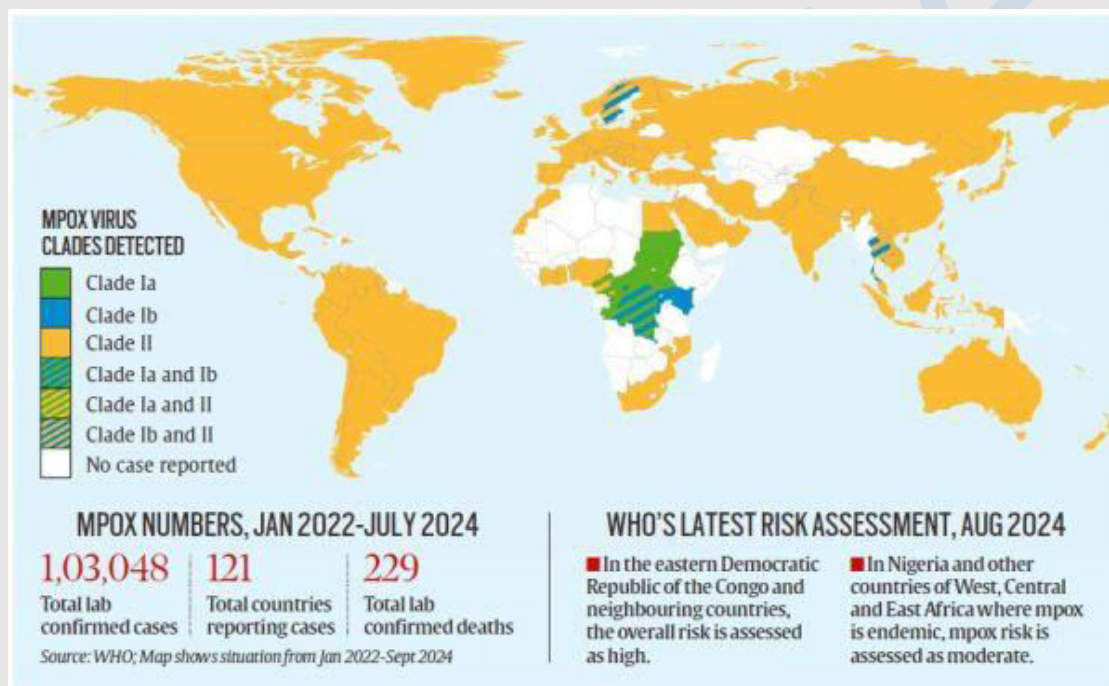 MPOX VIRUS
CLADES DETECTED
Clade Ia
Clade Ib
Clade II
Clade Ia and Ib
Clade Ia and II
Clade Ib and II
No case reported
MPOX NUMBERS, JAN 2022-JULY 2024
1,03,048
Total lab
confirmed cases
121
Total countries
reporting cases
229
Total lab
confirmed deaths
Source: WHO; Map shows situation from Jan 2022-Sept 2024
WHO'S LATEST RISK ASSESSMENT, AUG 2024
■ In the eastern Democratic
Republic of the Congo and
neighbouring countries,
the overall risk is assessed
as high.
■ In Nigeria and other
countries of West, Central
and East Africa where mpox
is endemic, mpox risk is
assessed as moderate.